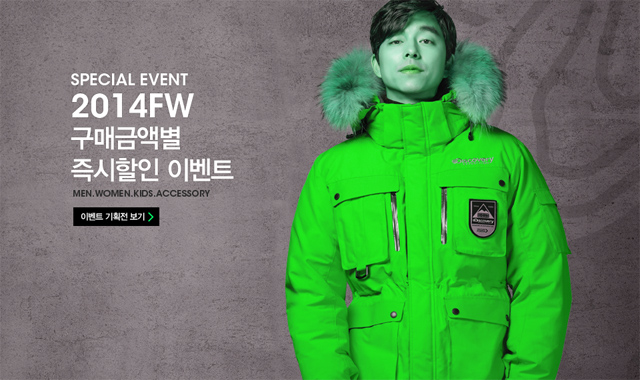 SPECIAL EVENT
2014FW
구매금액별
즉시할인 이벤트
MEN.WOMEN.KIDS.ACCESSORY
이벤트 기획전 보기 >